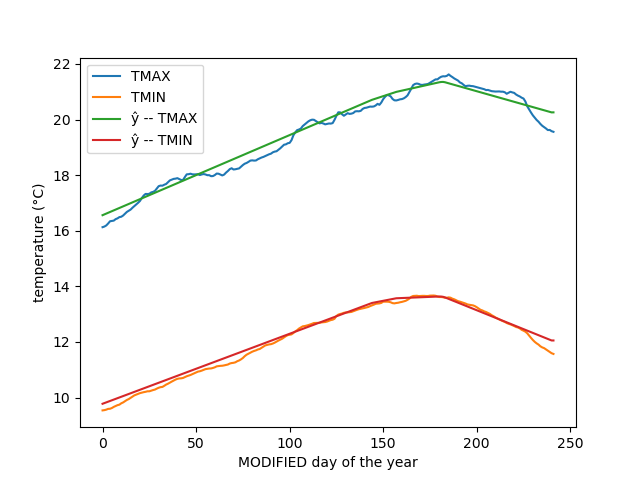 22
20
18
16
14
12
10
temperature (°C)
TMAX
TMIN
ŷ -- TMAX
ŷ -- TMIN
0 50 100 150 200 250
MODIFIED day of the year